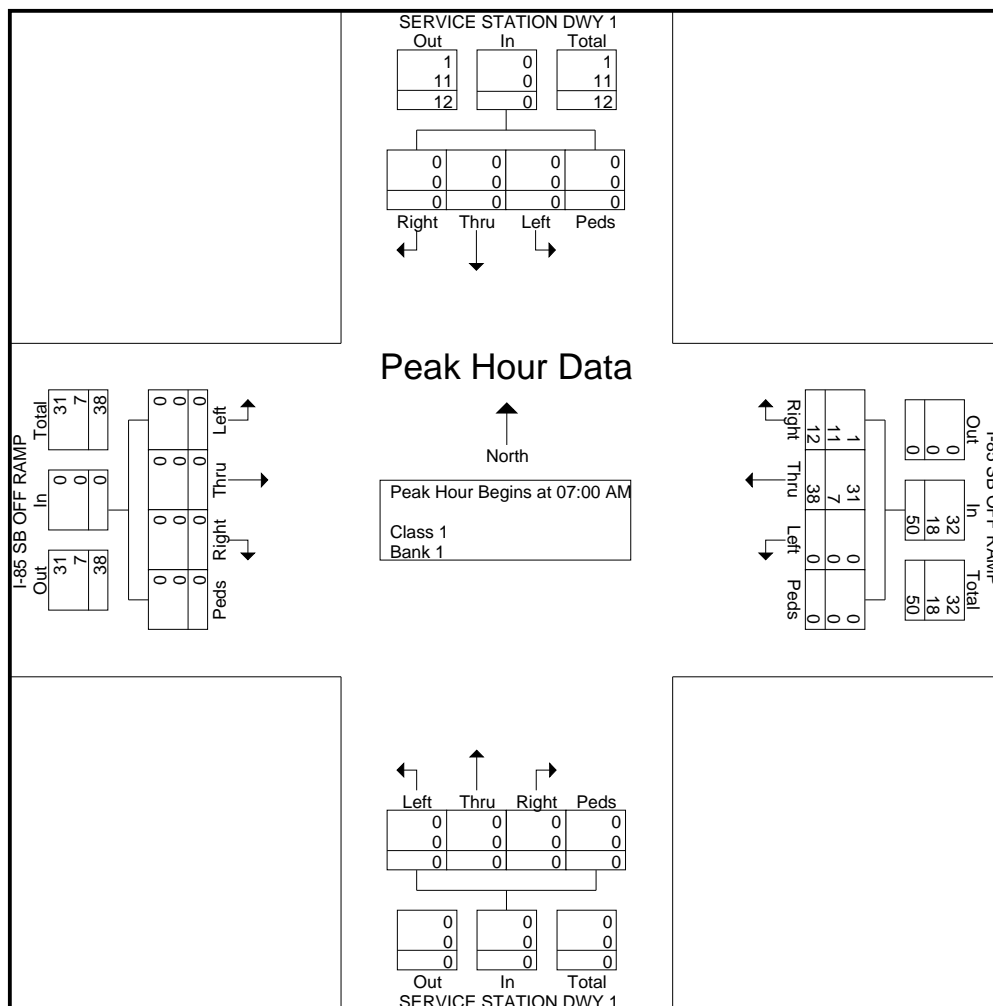 SERVICE STATION DWY 1
Out In Total
1 0 1
11 0 11
12 0 12
0 0 0 0
0 0 0 0
0 0 0 0
Right Thru Left Peds
Peak Hour Data
North
Peak Hour Begins at 07:00 AM
Class 1
Bank 1
I-85 SB OFF RAMP
Total In Out
31 0 31
7 0 7
38 0 38
Left Thru Right Peds
0 0 0 0
0 0 0 0
0 0 0 0
Right Thru Left Peds
1 31 0 0
11 7 0 0
12 38 0 0
I-85 SB OFF RAMP
Out In Total
0 32 32
0 18 18
0 50 50
Left Thru Right Peds
0 0 0 0
0 0 0 0
0 0 0 0
0 0 0
0 0 0
0 0 0
Out In Total
SERVICE STATION DWY 1